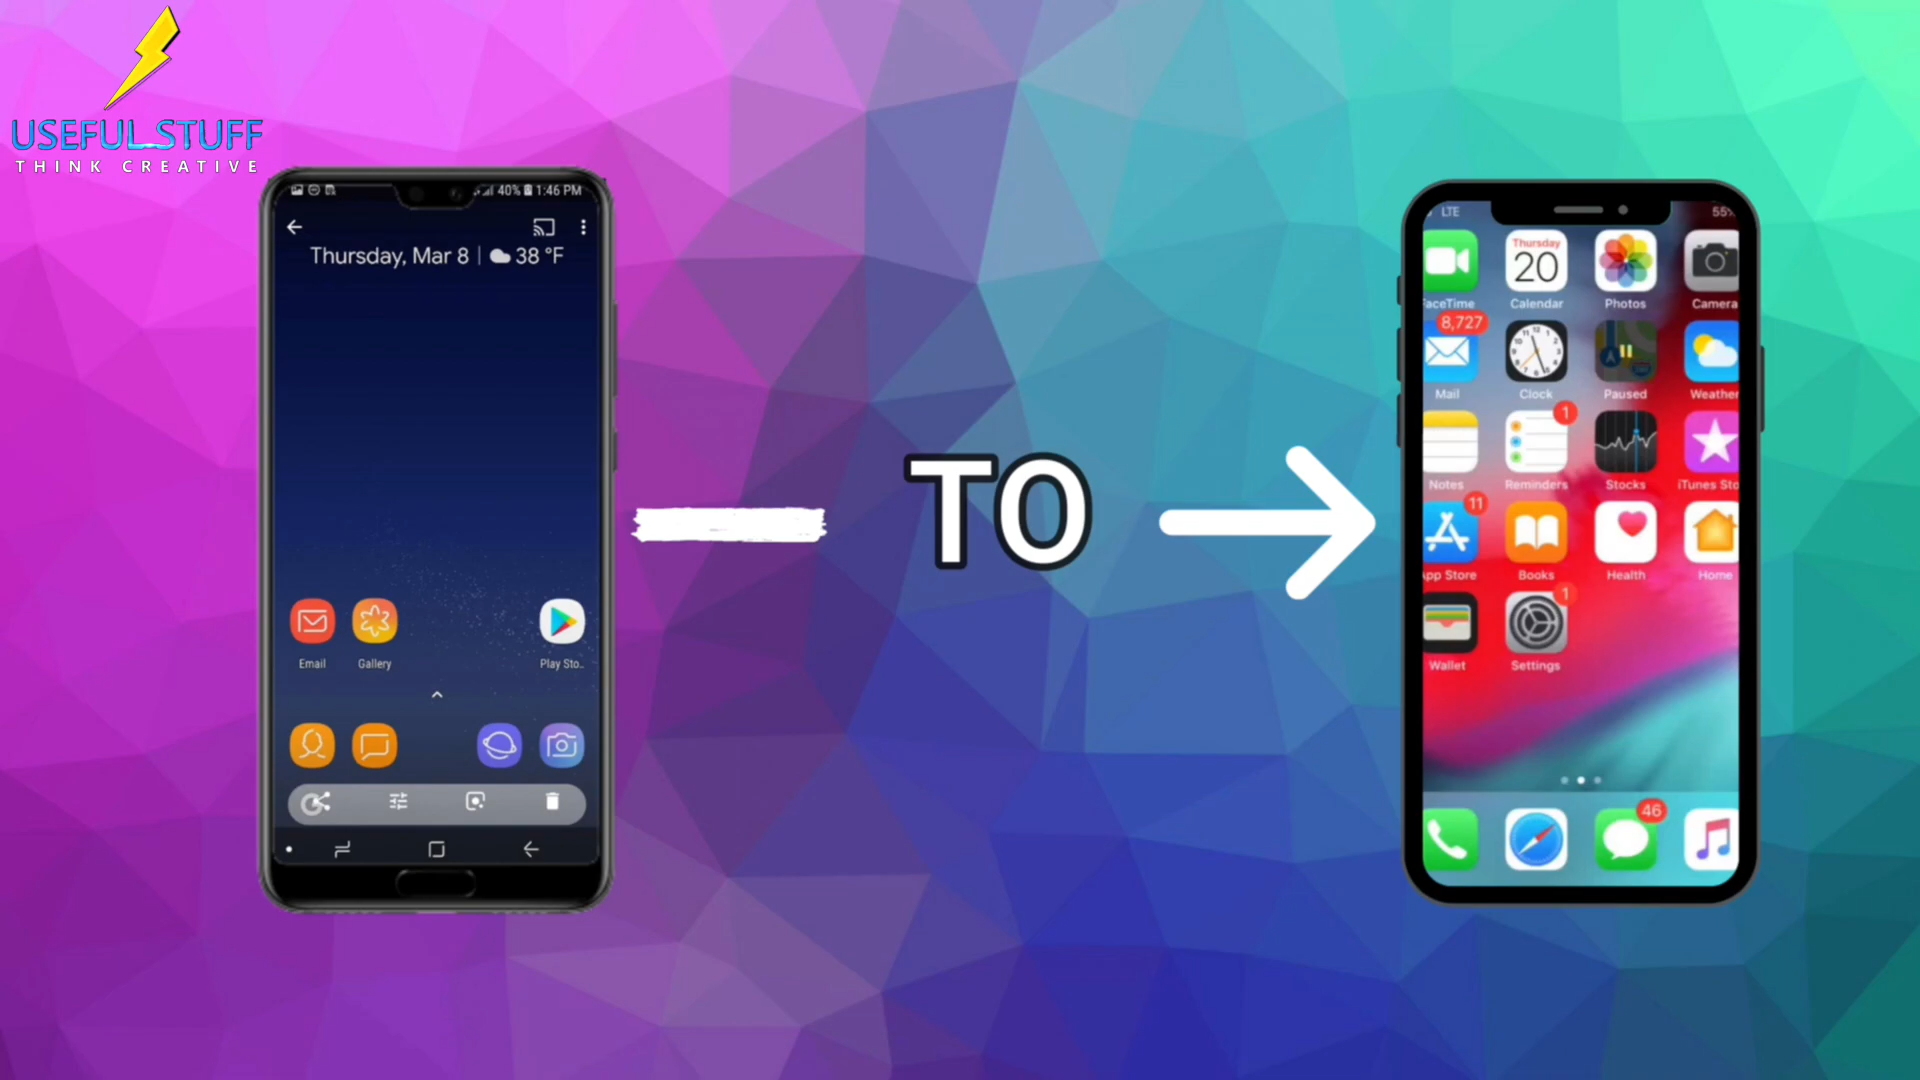 USEFUL STUFF
THINK CREATIVE
40% 1:46 PM
Thursday, Mar 8 | 38 °F
Email Gallery Play Sto..
TO
LTE 55%
Thursday
20
FaceTime Calendar Photos Camera
8,727
Mail Clock Paused Weather
1
Notes Reminders Stocks iTunes Sto
11
App Store Books Health Home
1
Wallet Settings
46